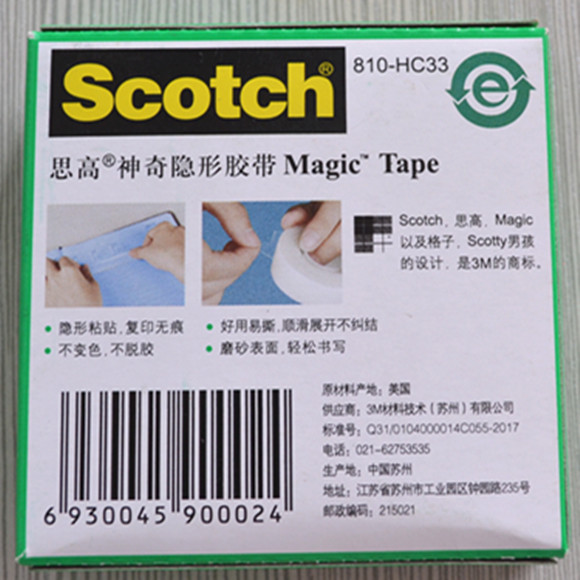 Scotch® 810-HC33
e
思高®神奇隐形胶带 Magic™ Tape
Scotch, 思高, Magic
以及格子, Scotty男孩
的设计, 是3M的商标。
• 隐形粘贴,复印无痕
• 不变色,不脱胶
• 好用易撕,顺滑展开不纠结
• 磨砂表面,轻松书写
原材料产地: 美国
供应商: 3M材料技术(苏州)有限公司
标准号: Q31/0104000014C055-2017
电话: 021-62753535
生产地: 中国苏州
地址: 江苏省苏州市工业园区钟园路235号
邮政编码: 215021
6 930045 900024